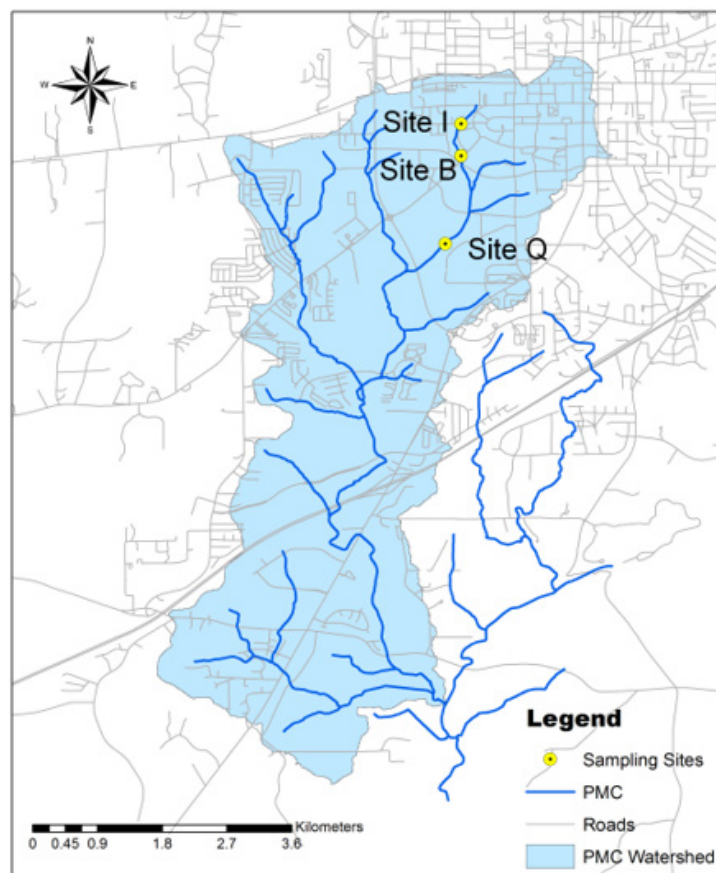 N
W E
S
Site I
Site B
Site Q
Legend
Sampling Sites
PMC
Roads
PMC Watershed
Kilometers
0 0.45 0.9 1.8 2.7 3.6